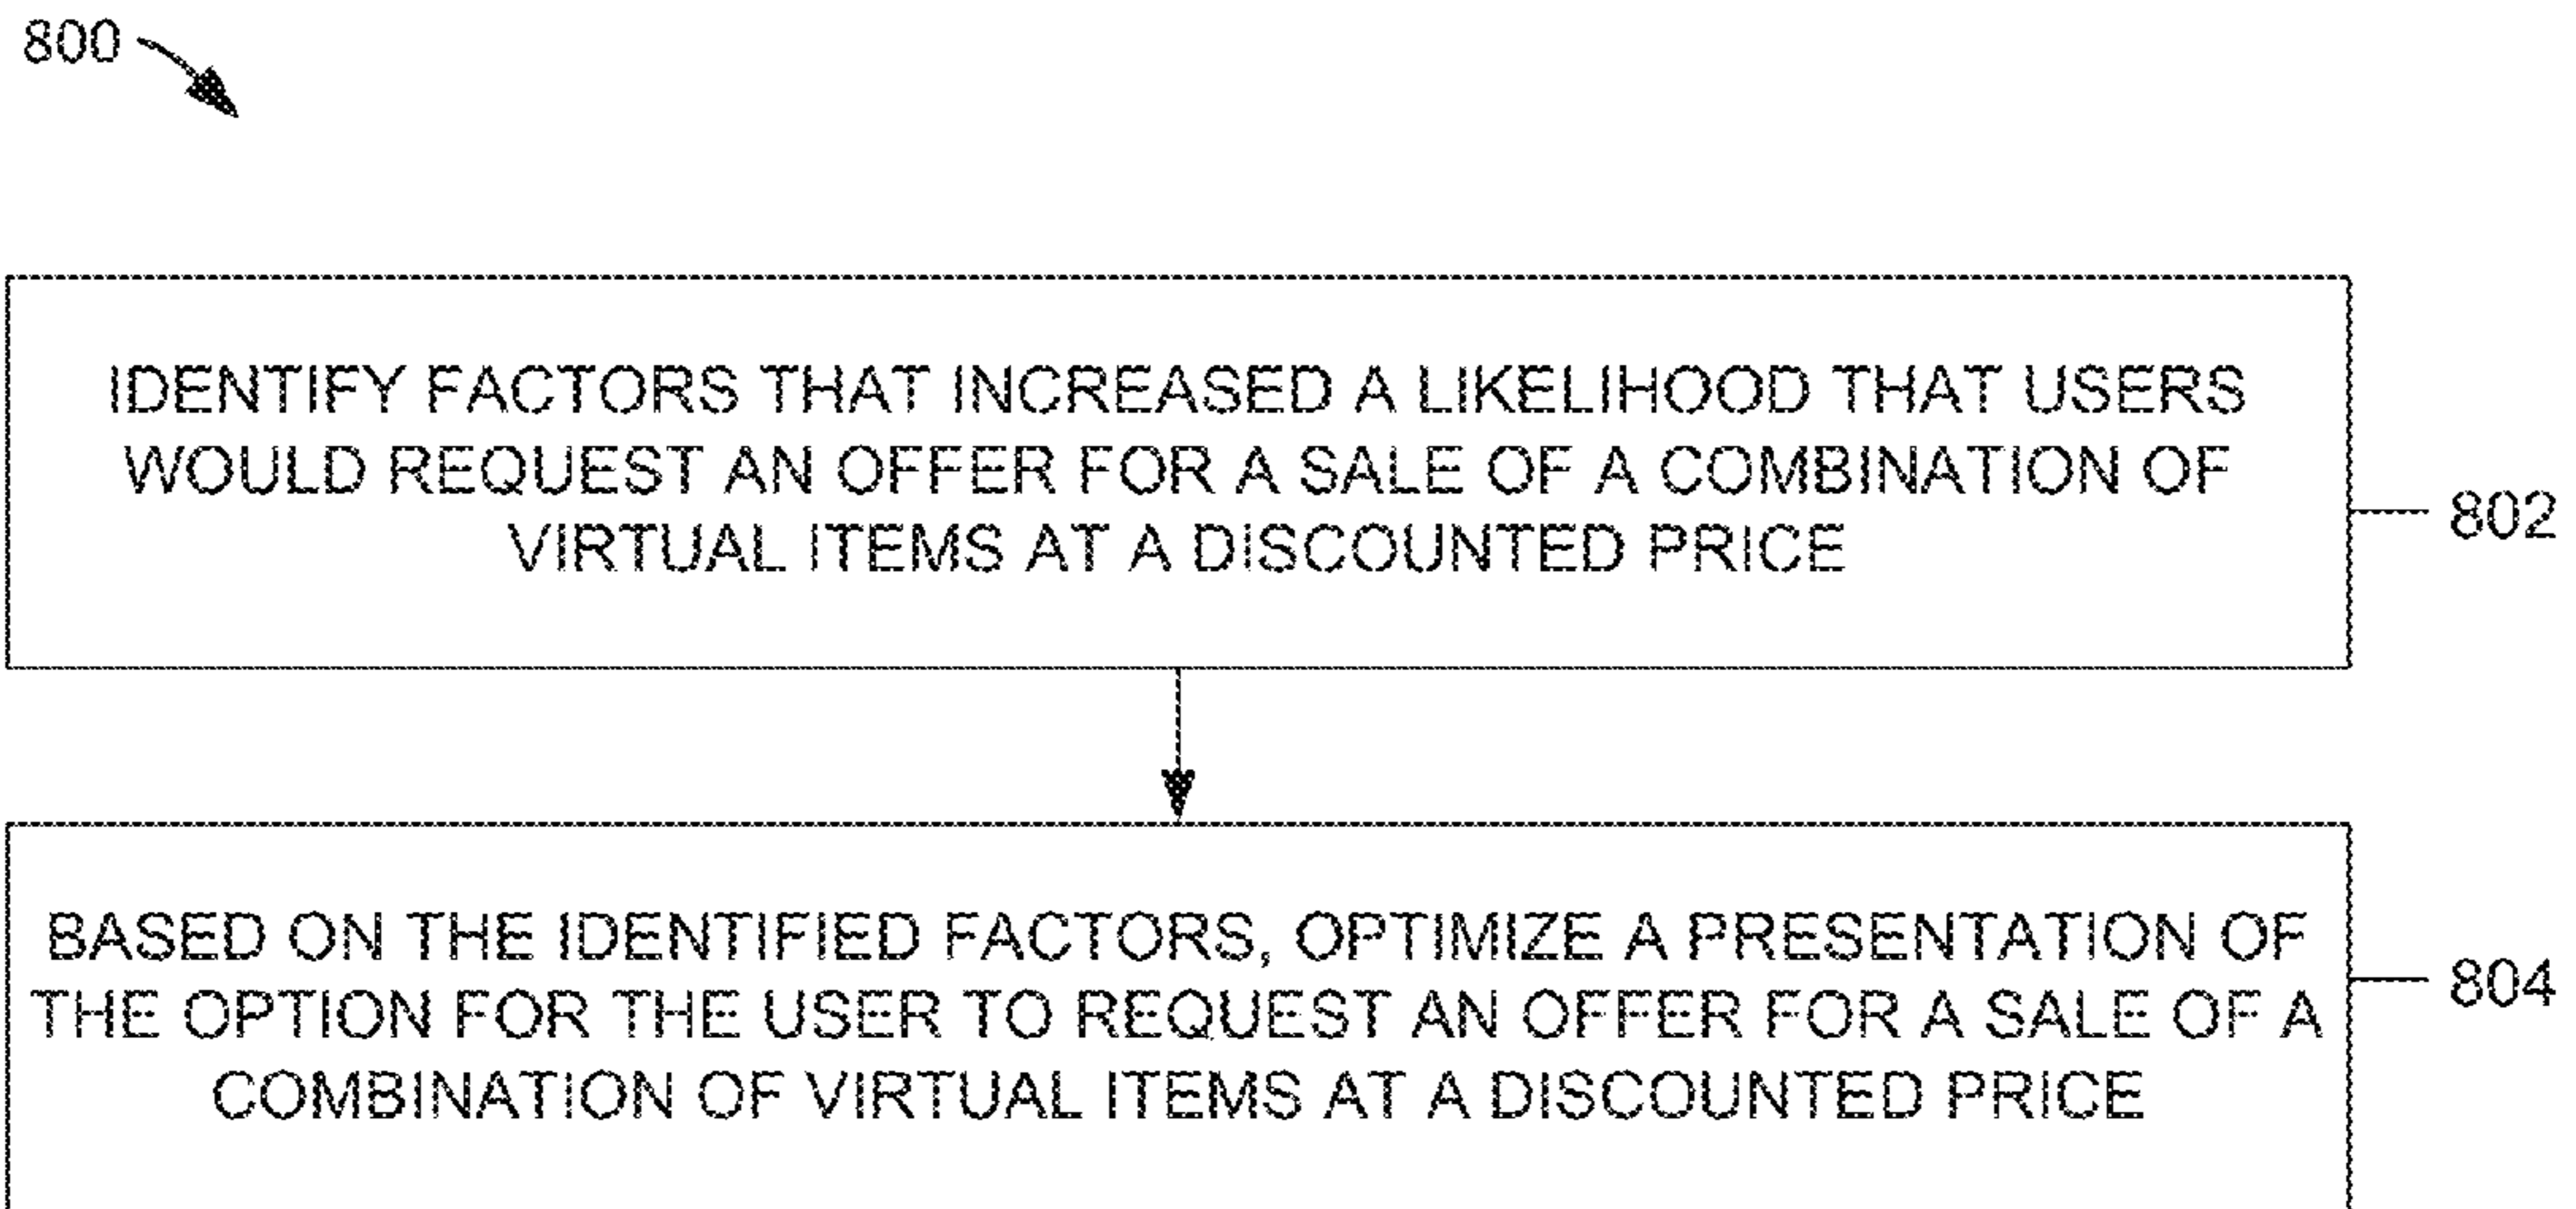 800
IDENTIFY FACTORS THAT INCREASED A LIKELIHOOD THAT USERS
WOULD REQUEST AN OFFER FOR A SALE OF A COMBINATION OF
VIRTUAL ITEMS AT A DISCOUNTED PRICE
802
BASED ON THE IDENTIFIED FACTORS, OPTIMIZE A PRESENTATION OF
THE OPTION FOR THE USER TO REQUEST AN OFFER FOR A SALE OF A
COMBINATION OF VIRTUAL ITEMS AT A DISCOUNTED PRICE
804